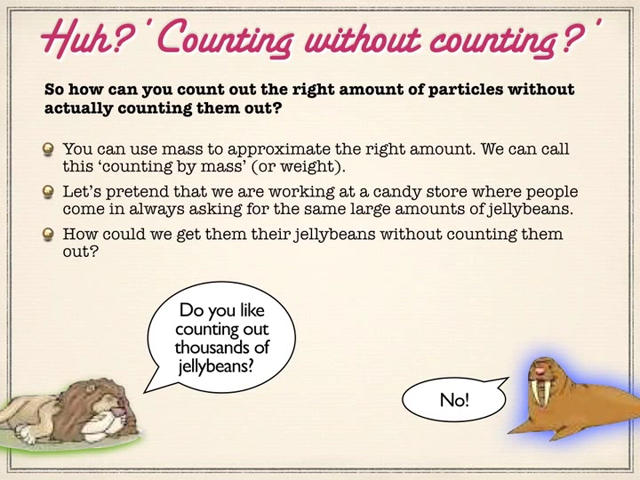 Huh? 'Counting without counting?'
So how can you count out the right amount of particles without
actually counting them out?
You can use mass to approximate the right amount. We can call
this ‘counting by mass’ (or weight).
Let’s pretend that we are working at a candy store where people
come in always asking for the same large amounts of jellybeans.
How could we get them their jellybeans without counting them
out?
Do you like
counting out
thousands of
jellybeans?
No!